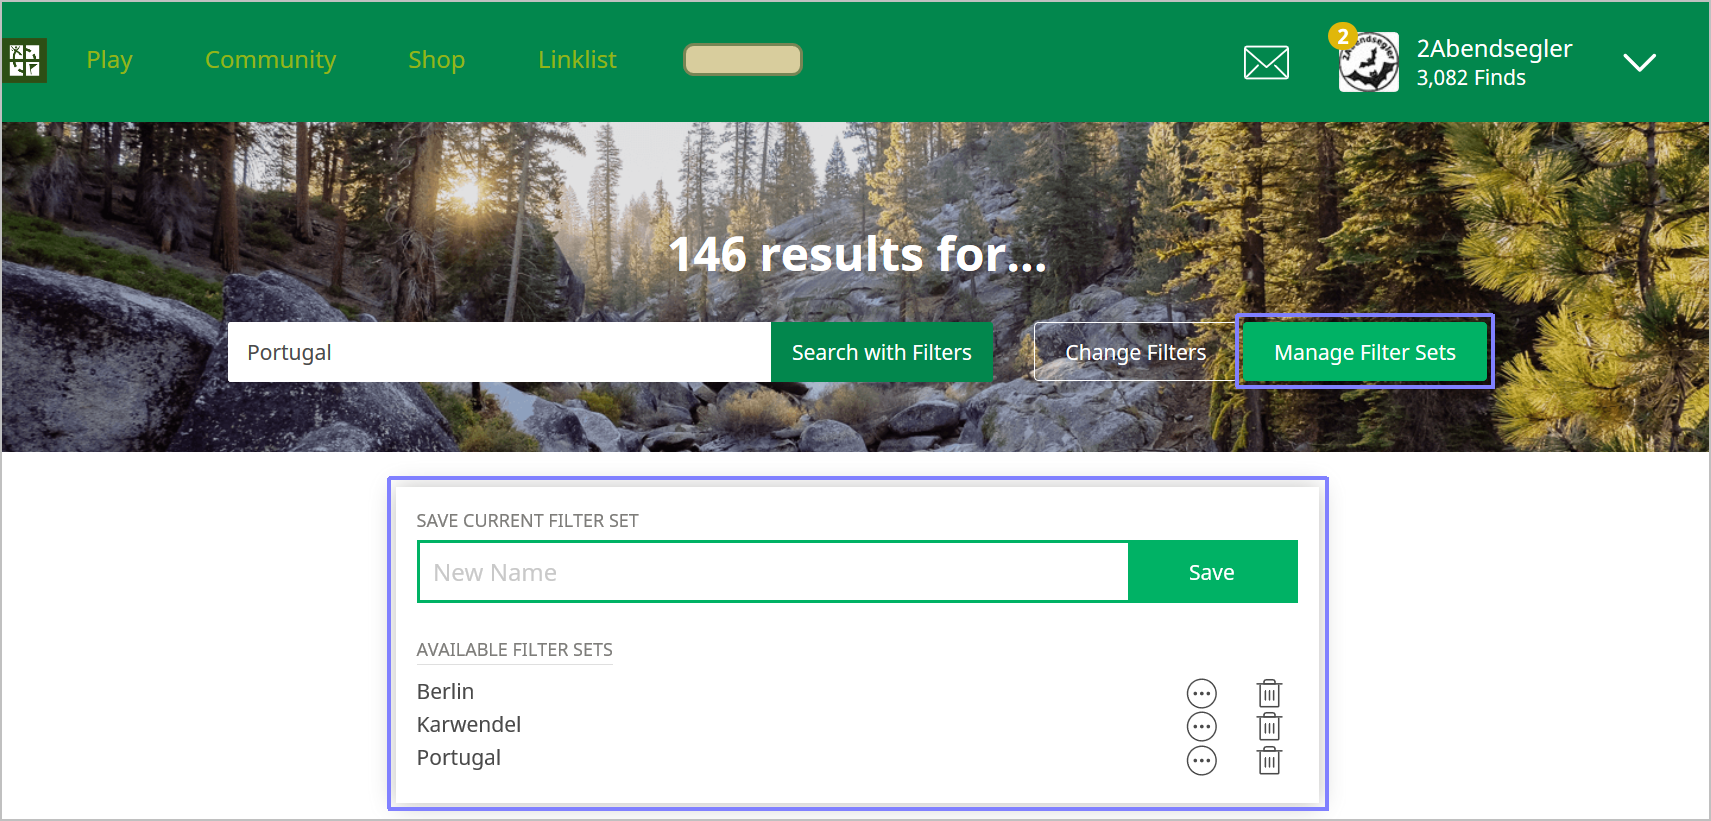 Play Community Shop Linklist
2
2Abendsegler
3,082 Finds
146 results for...
Portugal Search with Filters Change Filters Manage Filter Sets
SAVE CURRENT FILTER SET
New Name Save
AVAILABLE FILTER SETS
Berlin
Karwendel
Portugal